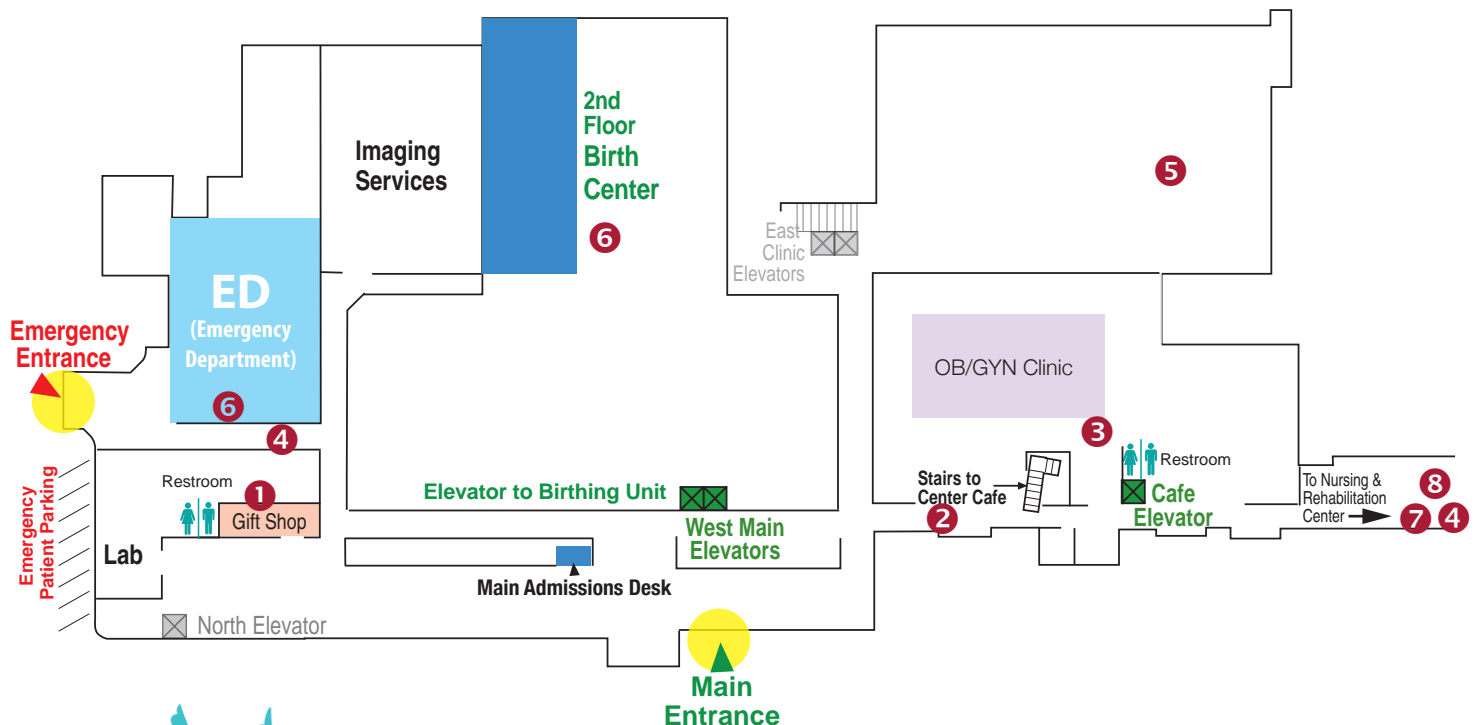 2nd
Floor
Birth
Center
6
Imaging
Services
5
East
Clinic
Elevators
ED
(Emergency
Department)
6
Emergency
Entrance
4
OB/GYN Clinic
3
Restroom
Restroom
1
Gift Shop
Elevator to Birthing Unit
West Main
Elevators
Stairs to
Center Cafe
2
Cafe
Elevator
To Nursing &
Rehabilitation
Center
8
7
4
Emergency
Patient Parking
Lab
Main Admissions Desk
North Elevator
Main
Entrance